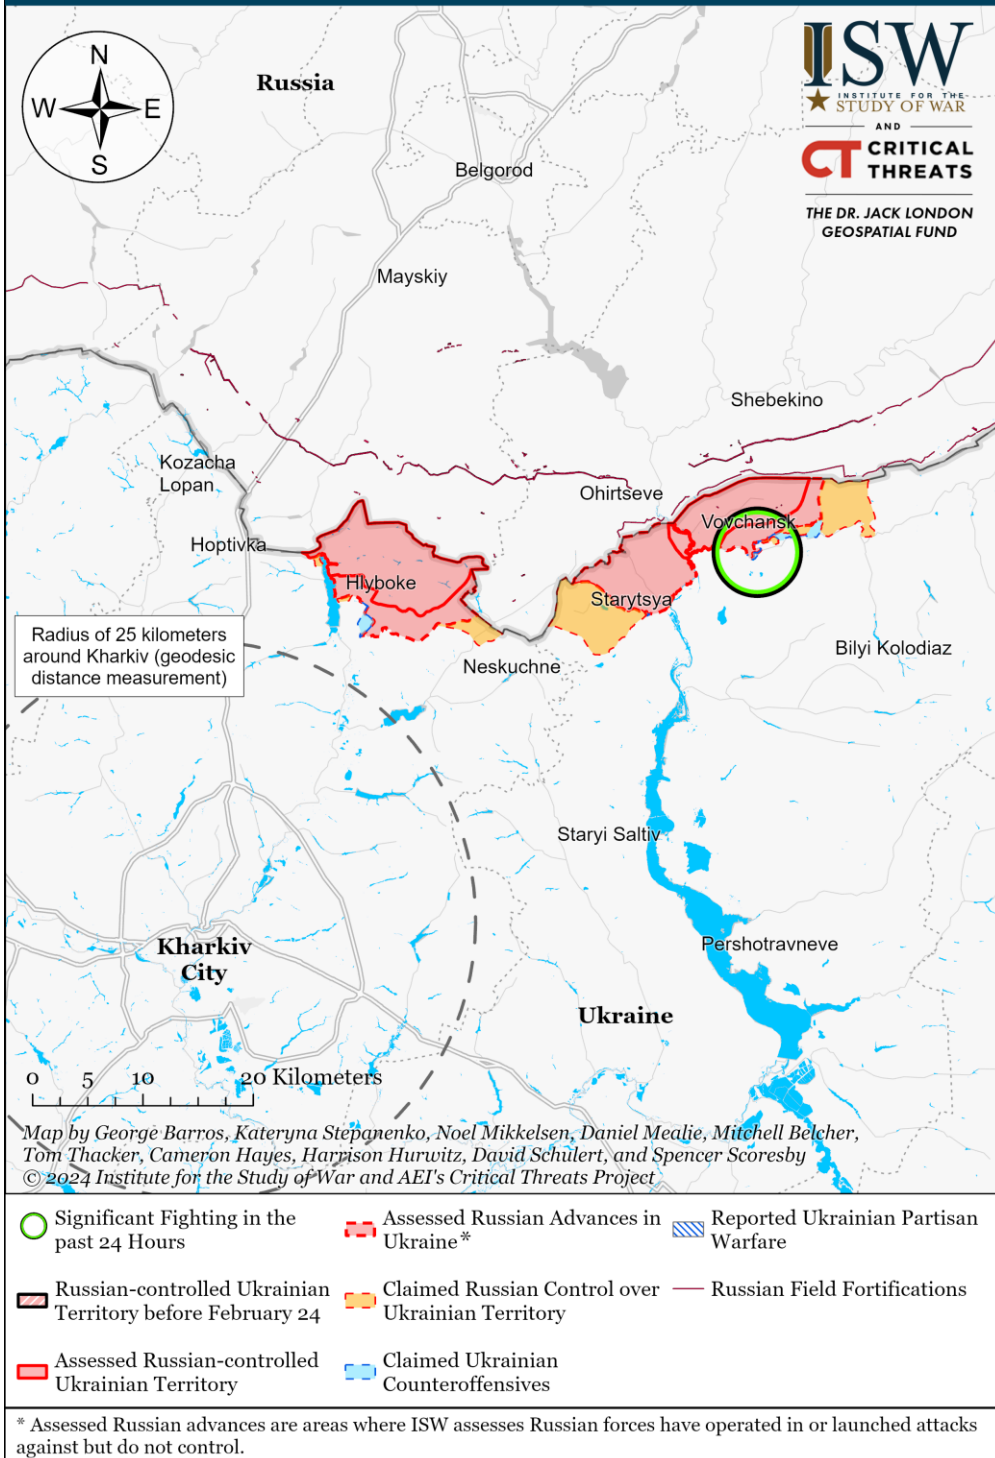 N
W E
S
Russia
ISW
INSTITUTE FOR THE
STUDY OF WAR
AND
CT CRITICAL
THREATS
THE DR. JACK LONDON
GEOSPATIAL FUND
Belgorod
Mayskiy
Shebekino
Kozacha
Lopan
Ohirtseve
Vovchansk
Hoptivka
Hlyboke
Starytsya
Radius of 25 kilometers
around Kharkiv (geodesic
distance measurement)
Neskuchne
Bilyi Kolodiaz
Staryi Saltiv
Pershotravneve
Kharkiv
City
Ukraine
0 5 10 20 Kilometers
Map by George Barros, Kateryna Stepanenko, Noel Mikkelsen, Daniel Mealie, Mitchell Belcher,
Tom Thacker, Cameron Hayes, Harrison Hurwitz, David Schulert, and Spencer Scoresby
© 2024 Institute for the Study of War and AEI's Critical Threats Project
Significant Fighting in the
past 24 Hours
Assessed Russian Advances in
Ukraine*
Reported Ukrainian Partisan
Warfare
Russian-controlled Ukrainian
Territory before February 24
Claimed Russian Control over
Ukrainian Territory
Russian Field Fortifications
Assessed Russian-controlled
Ukrainian Territory
Claimed Ukrainian
Counteroffensives
* Assessed Russian advances are areas where ISW assesses Russian forces have operated in or launched attacks
against but do not control.